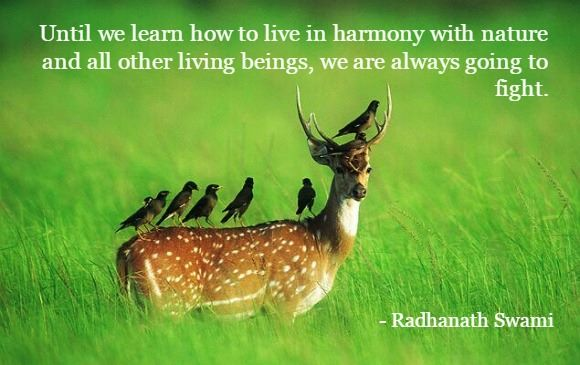 Until we learn how to live in harmony with nature
and all other living beings, we are always going to
fight.
- Radhanath Swami